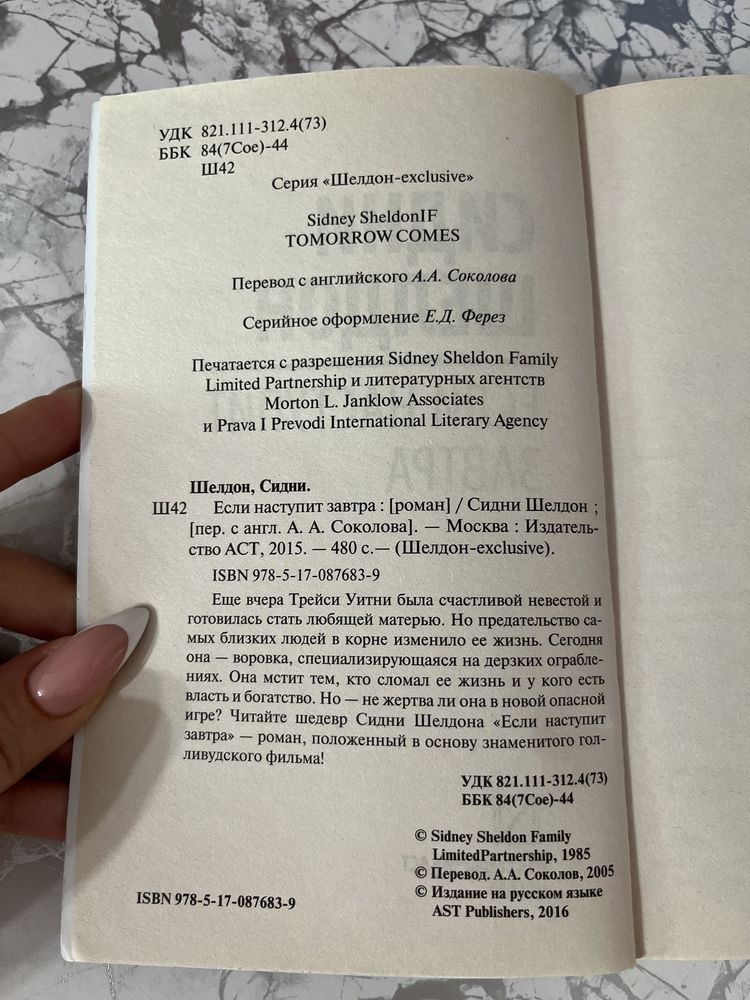 УДК 821.111-312.4(73)
ББК 84(7Сое)-44
Ш42
Серия «Шелдон-exclusive»
Sidney SheldonIF
TOMORROW COMES
Перевод с английского А.А. Соколова
Серийное оформление Е.Д. Ферез
Печатается с разрешения Sidney Sheldon Family
Limited Partnership и литературных агентств
Morton L. Janklow Associates
и Prava I Prevodi International Literary Agency
Шелдон, Сидни.
Ш42 Если наступит завтра : [роман] / Сидни Шелдон ;
[пер. с англ. А. А. Соколова]. — Москва : Издатель-
ство АСТ, 2015. — 480 с.— (Шелдон-exclusive).
ISBN 978-5-17-087683-9
Еще вчера Трейси Уитни была счастливой невестой и
готовилась стать любящей матерью. Но предательство са-
мых близких людей в корне изменило ее жизнь. Сегодня
она — воровка, специализирующаяся на дерзких ограбле-
ниях. Она мстит тем, кто сломал ее жизнь и у кого есть
власть и богатство. Но — не жертва ли она в новой опасной
игре? Читайте шедевр Сидни Шелдона «Если наступит
завтра» — роман, положенный в основу знаменитого гол-
ливудского фильма!
УДК 821.111-312.4(73)
ББК 84(7Сое)-44
© Sidney Sheldon Family
LimitedPartnership, 1985
© Перевод. А.А. Соколов, 2005
© Издание на русском языке
AST Publishers, 2016
ISBN 978-5-17-087683-9